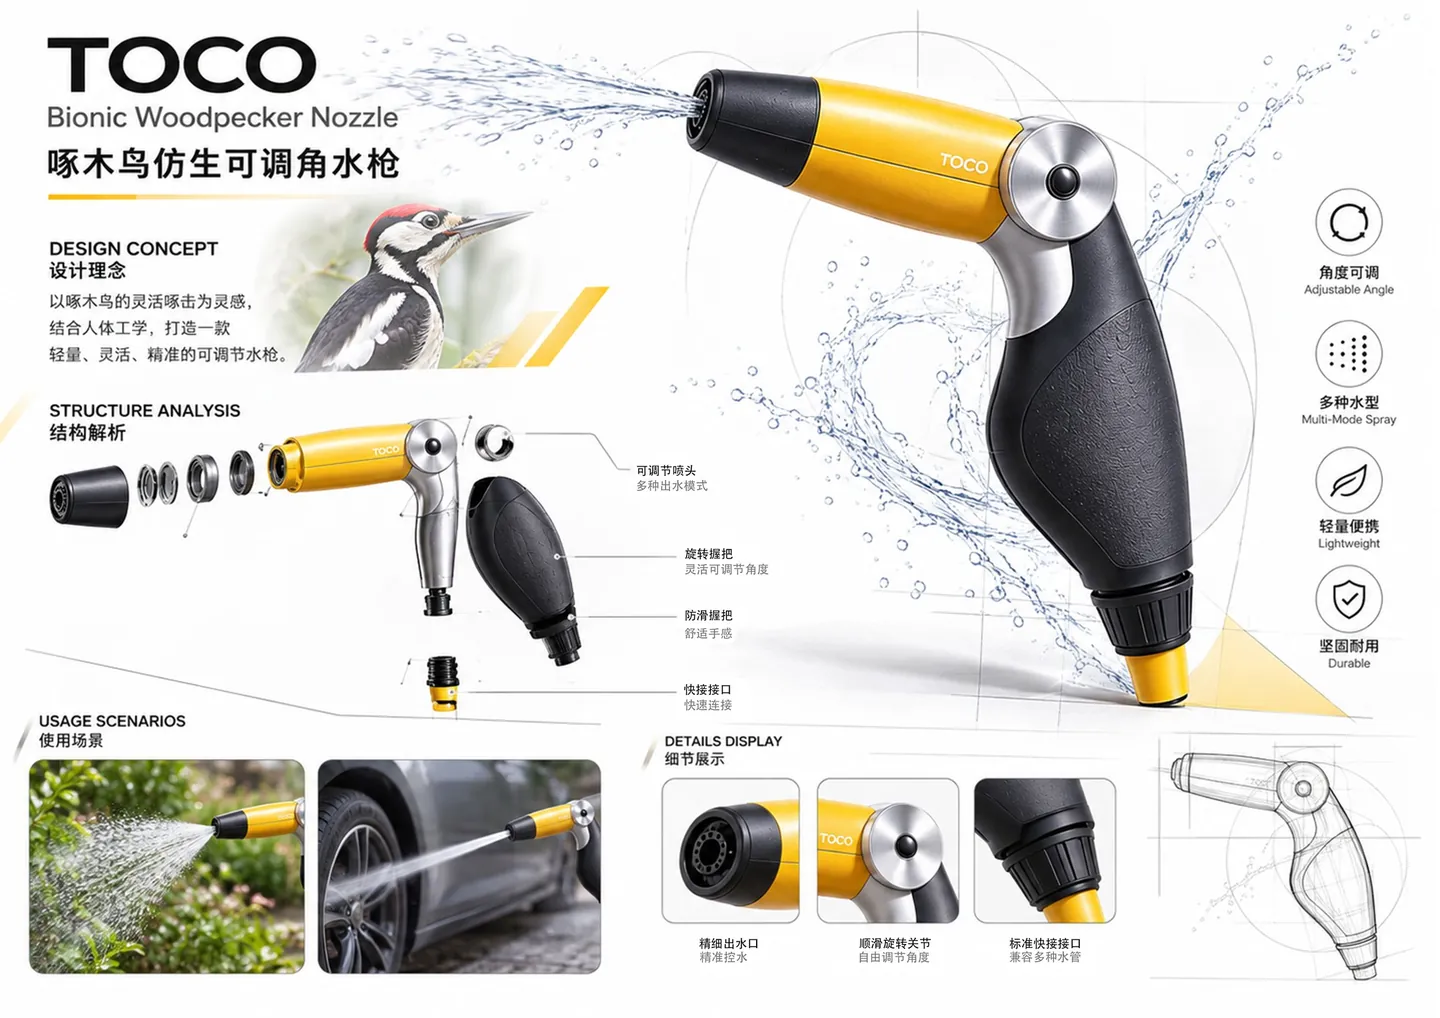 TOCO
Bionic Woodpecker Nozzle
啄木鸟仿生可调角水枪
DESIGN CONCEPT
设计理念
以啄木鸟的灵活啄击为灵感，
结合人体工学，打造一款
轻量、灵活、精准的可调节水枪。
TOCO
角度可调
Adjustable Angle
多种水型
Multi-Mode Spray
轻量便携
Lightweight
坚固耐用
Durable
STRUCTURE ANALYSIS
结构解析
TOCO
可调节喷头
多种出水模式
旋转握把
灵活可调节角度
防滑握把
舒适手感
快接接口
快速连接
USAGE SCENARIOS
使用场景
DETAILS DISPLAY
细节展示
TOCO
精细出水口
精准控水
顺滑旋转关节
自由调节角度
标准快接接口
兼容多种水管